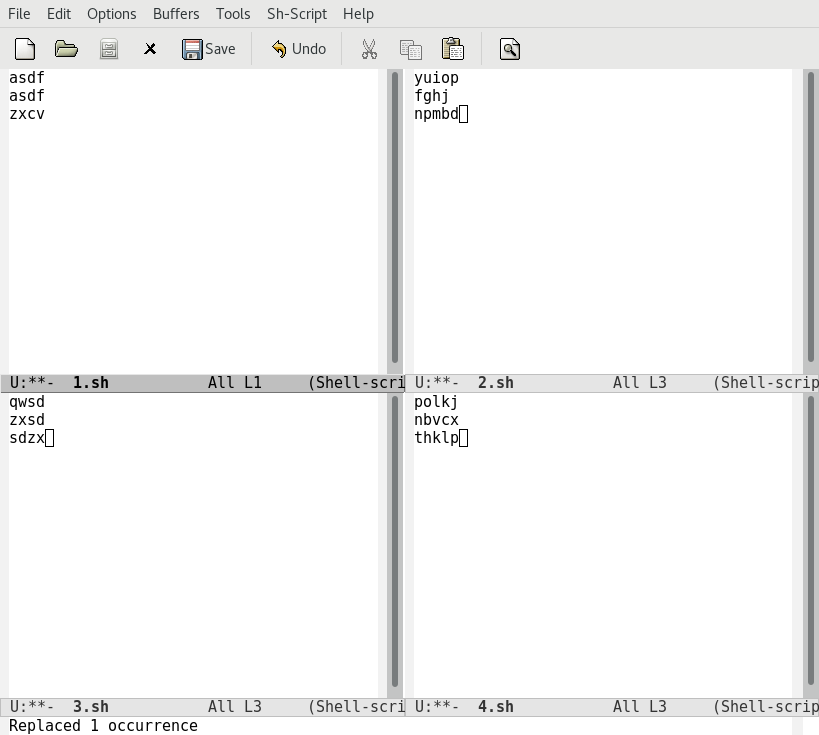 File Edit Options Buffers Tools Sh-Script Help
Save Undo
asdf
asdf
zxcv
U:**- 1.sh All L1 (Shell-scri
yuiop
fghj
npmbd
U:**- 2.sh All L3 (Shell-scrip
qwsd
zxsd
sdzx
U:**- 3.sh All L3 (Shell-scri
polkj
nbvcx
thklp
U:**- 4.sh All L3 (Shell-scrip
Replaced 1 occurrence